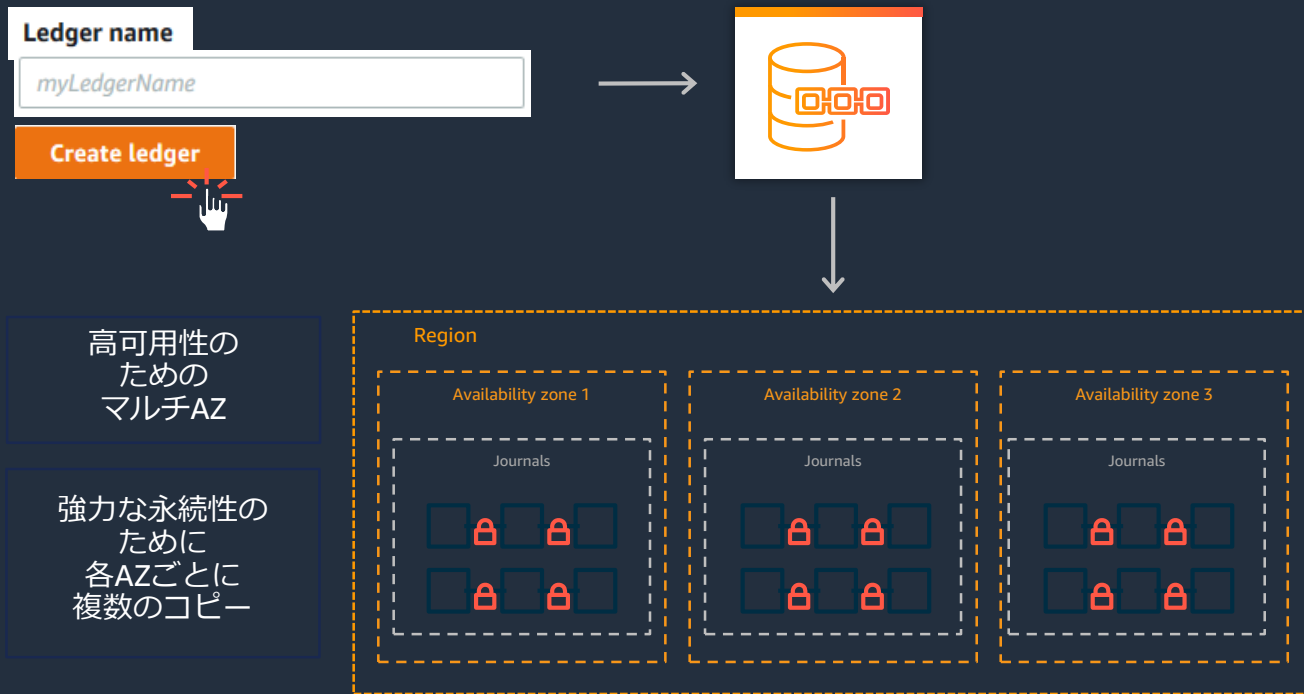 Ledger name
myLedgerName
Create ledger
高可用性の
ための
マルチAZ
強力な永続性の
ために
各AZごとに
複数のコピー
Region
Availability zone 1
Journals
Availability zone 2
Journals
Availability zone 3
Journals